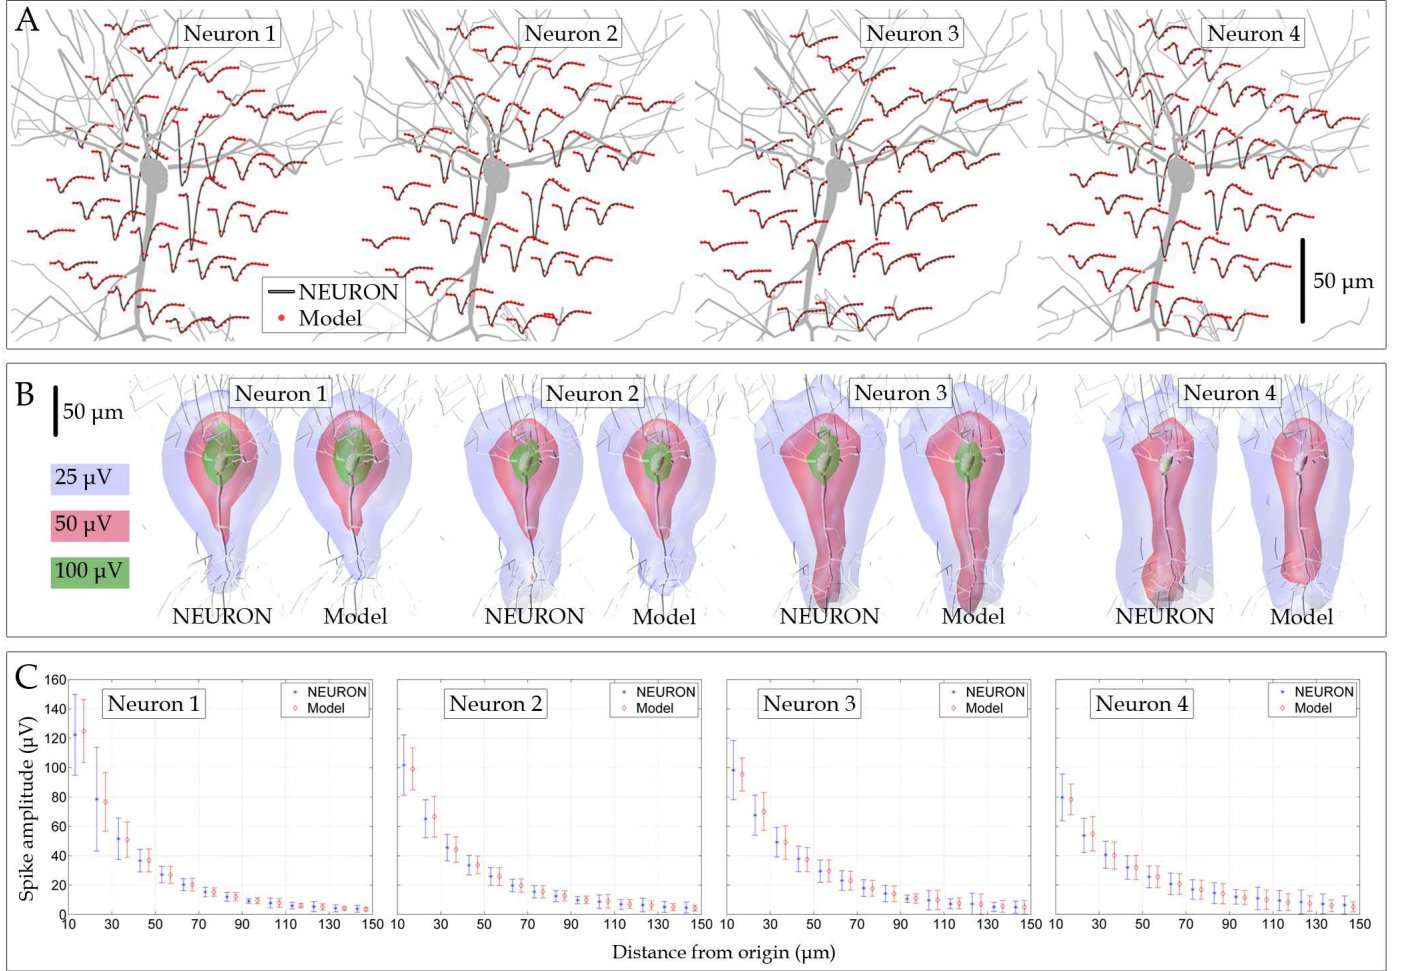 A
Neuron 1
Neuron 2
Neuron 3
Neuron 4
NEURON
Model
50 µm
B
50 µm
Neuron 1
Neuron 2
Neuron 3
Neuron 4
25 µV
50 µV
100 µV
NEURON
Model
NEURON
Model
NEURON
Model
NEURON
Model
C
Spike amplitude (µV)
160
140
120
100
80
60
40
20
0
Neuron 1
NEURON
Model
Neuron 2
NEURON
Model
Neuron 3
NEURON
Model
Neuron 4
NEURON
Model
10 30 50 70 90 110 130 150
10 30 50 70 90 110 130 150
10 30 50 70 90 110 130 150
10 30 50 70 90 110 130 150
Distance from origin (µm)